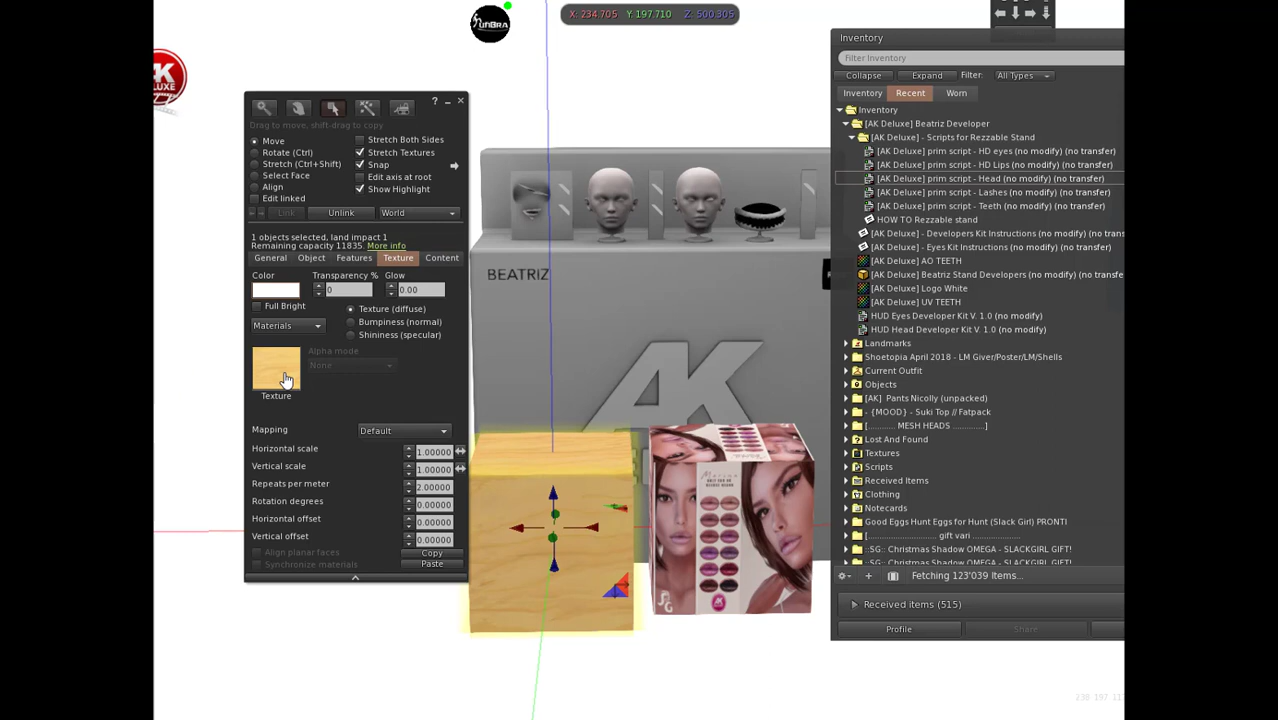 X: 234.705 Y: 197.710 Z: 500.305
AK
? _ x
Drag to move, shift-drag to copy
Move
Rotate (Ctrl)
Stretch (Ctrl+Shift)
Select Face
Align
Edit linked
Stretch Both Sides
Stretch Textures
Snap
Edit axis at root
Show Highlight
Link Unlink World
1 objects selected, land impact 1
Remaining capacity 11835. More info
General Object Features Texture Content
Color Transparency % Glow
0 0.00
Full Bright
Texture (diffuse)
Materials
Bumpiness (normal)
Shininess (specular)
Alpha mode
None
Texture
Mapping Default
Horizontal scale 1.00000
Vertical scale 1.00000
Repeats per meter 2.00000
Rotation degrees 0.00000
Horizontal offset 0.00000
Vertical offset 0.00000
Align planar faces Copy
Synchronize materials Paste
BEATRIZ
AK
Inventory
Filter Inventory
Collapse Expand Filter: All Types
Inventory Recent Worn
Inventory
[AK Deluxe] Beatriz Developer
[AK Deluxe] - Scripts for Rezzable Stand
[AK Deluxe] prim script - HD eyes (no modify) (no transfer)
[AK Deluxe] prim script - HD Lips (no modify) (no transfer)
[AK Deluxe] prim script - Head (no modify) (no transfer)
[AK Deluxe] prim script - Lashes (no modify) (no transfer)
[AK Deluxe] prim script - Teeth (no modify) (no transfer)
HOW TO Rezzable stand
[AK Deluxe] - Developers Kit Instructions (no modify) (no trans
[AK Deluxe] - Eyes Kit Instructions (no modify) (no transfer)
[AK Deluxe] AO TEETH
[AK Deluxe] Beatriz Stand Developers (no modify) (no transfe
[AK Deluxe] Logo White
[AK Deluxe] UV TEETH
HUD Eyes Developer Kit V. 1.0 (no modify)
HUD Head Developer Kit V. 1.0 (no modify)
Landmarks
Shoetopia April 2018 - LM Giver/Poster/LM/Shells
Current Outfit
Objects
[AK] Pants Nicolly (unpacked)
- {MOOD} - Suki Top // Fatpack
[........... MESH HEADS .............]
Lost And Found
Textures
Scripts
Received Items
Clothing
Notecards
Good Eggs Hunt Eggs for Hunt (Slack Girl) PRONTI
[................. gift vari .................]
::SG:: Christmas Shadow OMEGA - SLACKGIRL GIFT!
::SG:: Christmas Shadow OMEGA - SLACKGIRL GIFT!
Fetching 123'039 Items...
Received items (515)
Profile Share